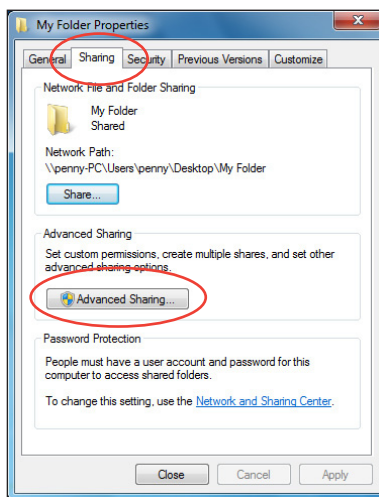 My Folder Properties
General Sharing Security Previous Versions Customize
Network File and Folder Sharing
My Folder
Shared
Network Path:
\\penny-PC\Users\penny\Desktop\My Folder
Share...
Advanced Sharing
Set custom permissions, create multiple shares, and set other
advanced sharing options.
Advanced Sharing...
Password Protection
People must have a user account and password for this
computer to access shared folders.
To change this setting, use the Network and Sharing Center.
Close Cancel Apply